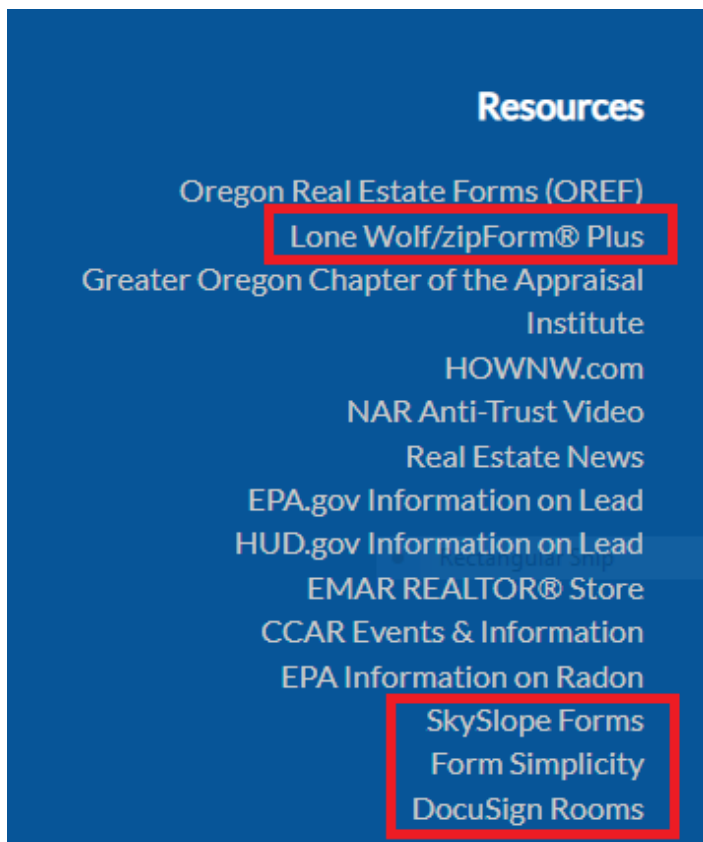 Resources
Oregon Real Estate Forms (OREF)
Lone Wolf/zipForm® Plus
Greater Oregon Chapter of the Appraisal
Institute
HOWNW.com
NAR Anti-Trust Video
Real Estate News
EPA.gov Information on Lead
HUD.gov Information on Lead
Rectangular Snip
EMAR REALTOR® Store
CCAR Events & Information
EPA Information on Radon
SkySlope Forms
Form Simplicity
DocuSign Rooms